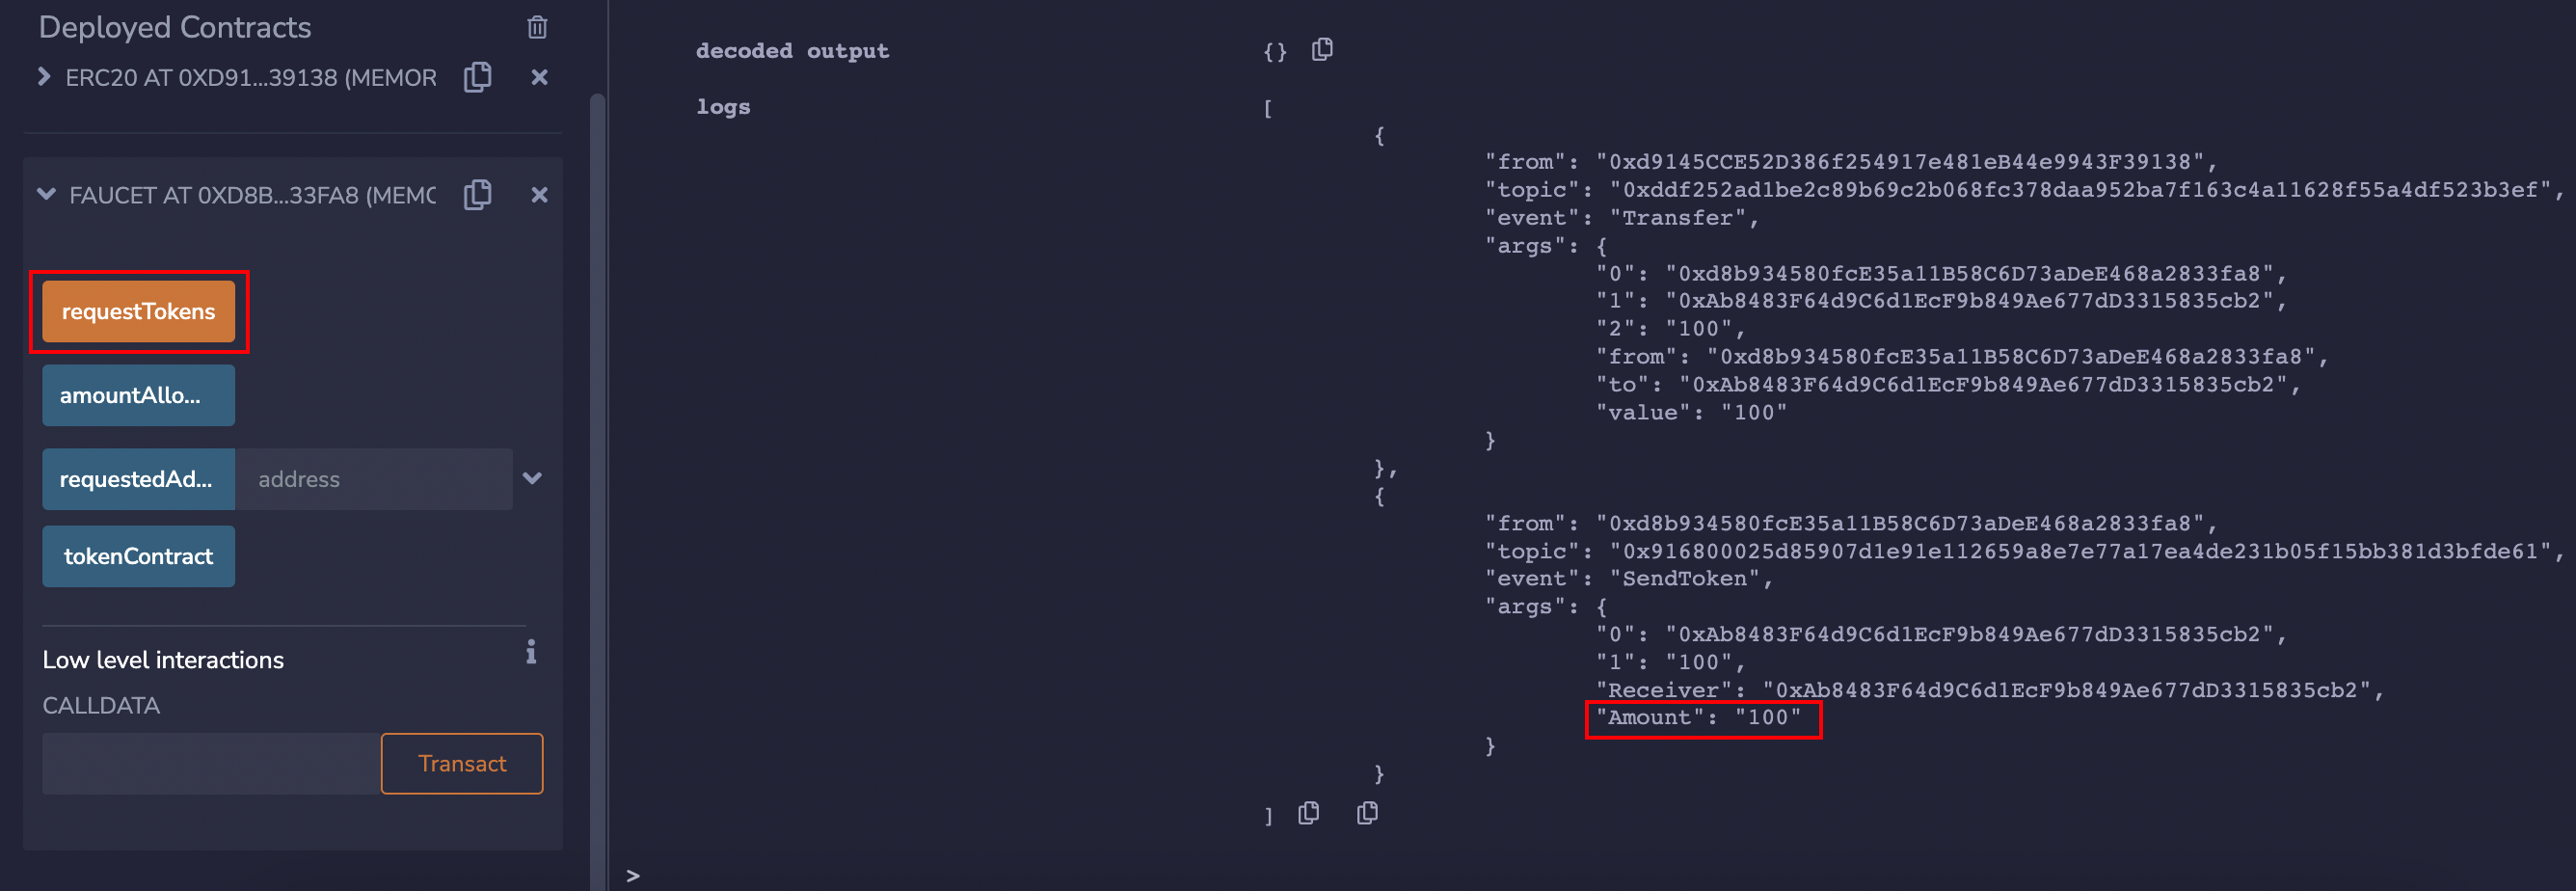 Deployed Contracts
ERC20 AT 0XD91...39138 (MEMOR
FAUCET AT 0XD8B...33FA8 (MEMC
requestTokens
amountAllo...
requestedAd... address
tokenContract
Low level interactions
CALLDATA
Transact
decoded output {}
logs [
{
"from": "0xd9145CCE52D386f254917e481eB44e9943F39138",
"topic": "0xddf252ad1be2c89b69c2b068fc378daa952ba7f163c4a11628f55a4df523b3ef",
"event": "Transfer",
"args": {
"0": "0xd8b934580fcE35a11B58C6D73aDeE468a2833fa8",
"1": "0xAb8483F64d9C6d1EcF9b849Ae677dD3315835cb2",
"2": "100",
"from": "0xd8b934580fcE35a11B58C6D73aDeE468a2833fa8",
"to": "0xAb8483F64d9C6d1EcF9b849Ae677dD3315835cb2",
"value": "100"
}
},
{
"from": "0xd8b934580fcE35a11B58C6D73aDeE468a2833fa8",
"topic": "0x916800025d85907d1e91e112659a8e7e77a17ea4de231b05f15bb381d3bfde61",
"event": "SendToken",
"args": {
"0": "0xAb8483F64d9C6d1EcF9b849Ae677dD3315835cb2",
"1": "100",
"Receiver": "0xAb8483F64d9C6d1EcF9b849Ae677dD3315835cb2",
"Amount": "100"
}
}
]
>